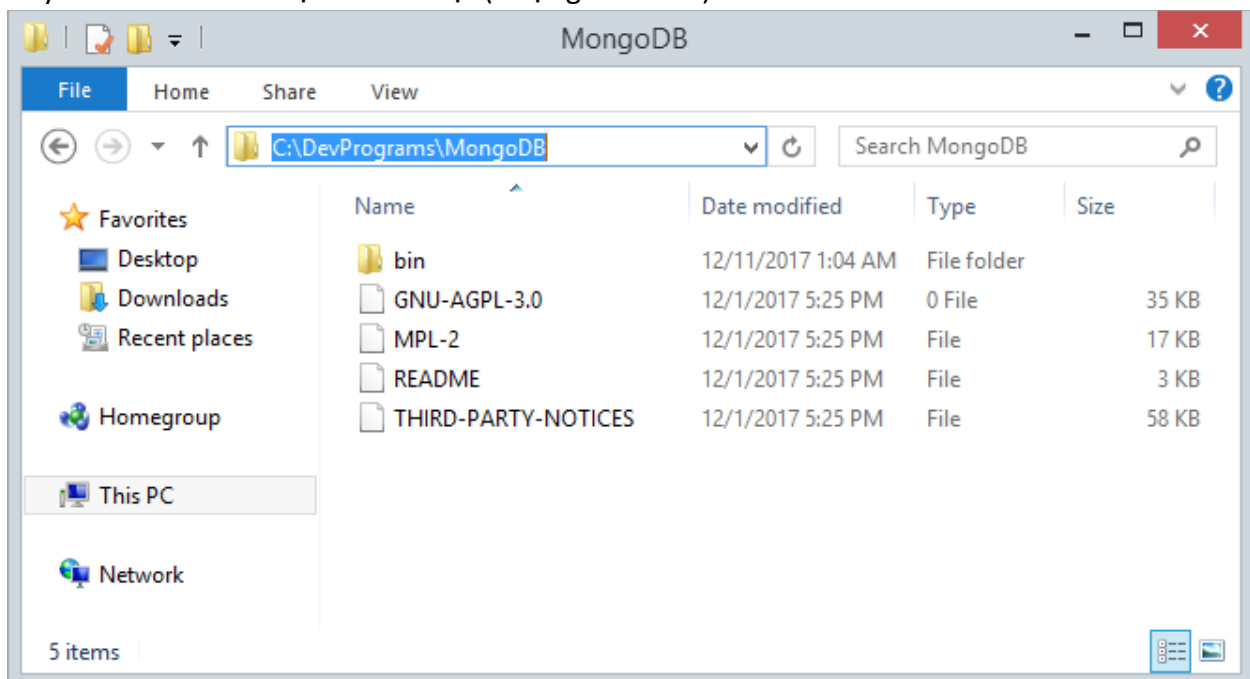 MongoDB
File Home Share View
C:\DevPrograms\MongoDB Search MongoDB
Name Date modified Type Size
Favorites
Desktop bin 12/11/2017 1:04 AM File folder
Downloads GNU-AGPL-3.0 12/1/2017 5:25 PM 0 File 35 KB
Recent places MPL-2 12/1/2017 5:25 PM File 17 KB
README 12/1/2017 5:25 PM File 3 KB
Homegroup THIRD-PARTY-NOTICES 12/1/2017 5:25 PM File 58 KB
This PC
Network
5 items